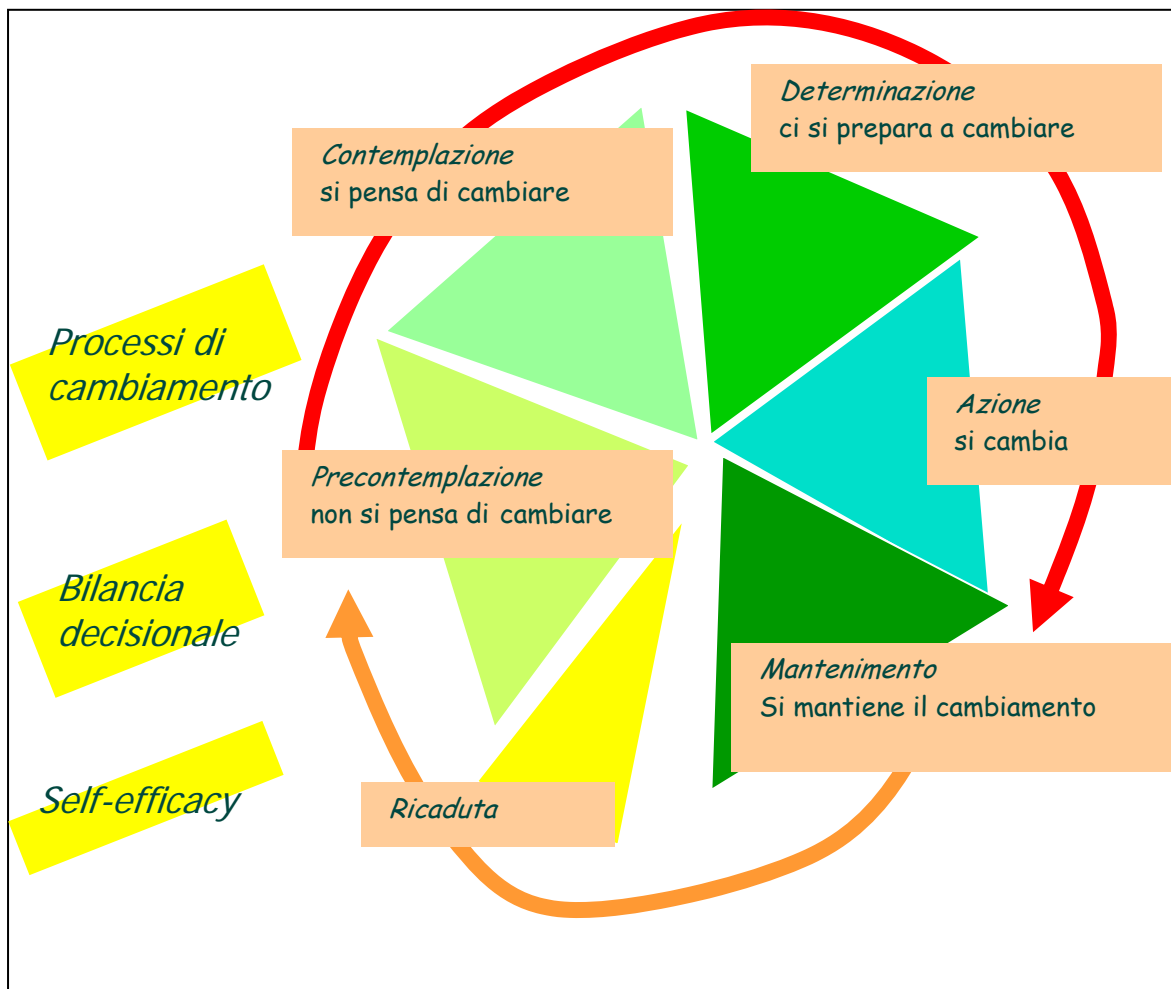 Determinazione
ci si prepara a cambiare
Contemplazione
si pensa di cambiare
Processi di
cambiamento
Azione
si cambia
Precontemplazione
non si pensa di cambiare
Bilancia
decisionale
Mantenimento
Si mantiene il cambiamento
Self-efficacy
Ricaduta